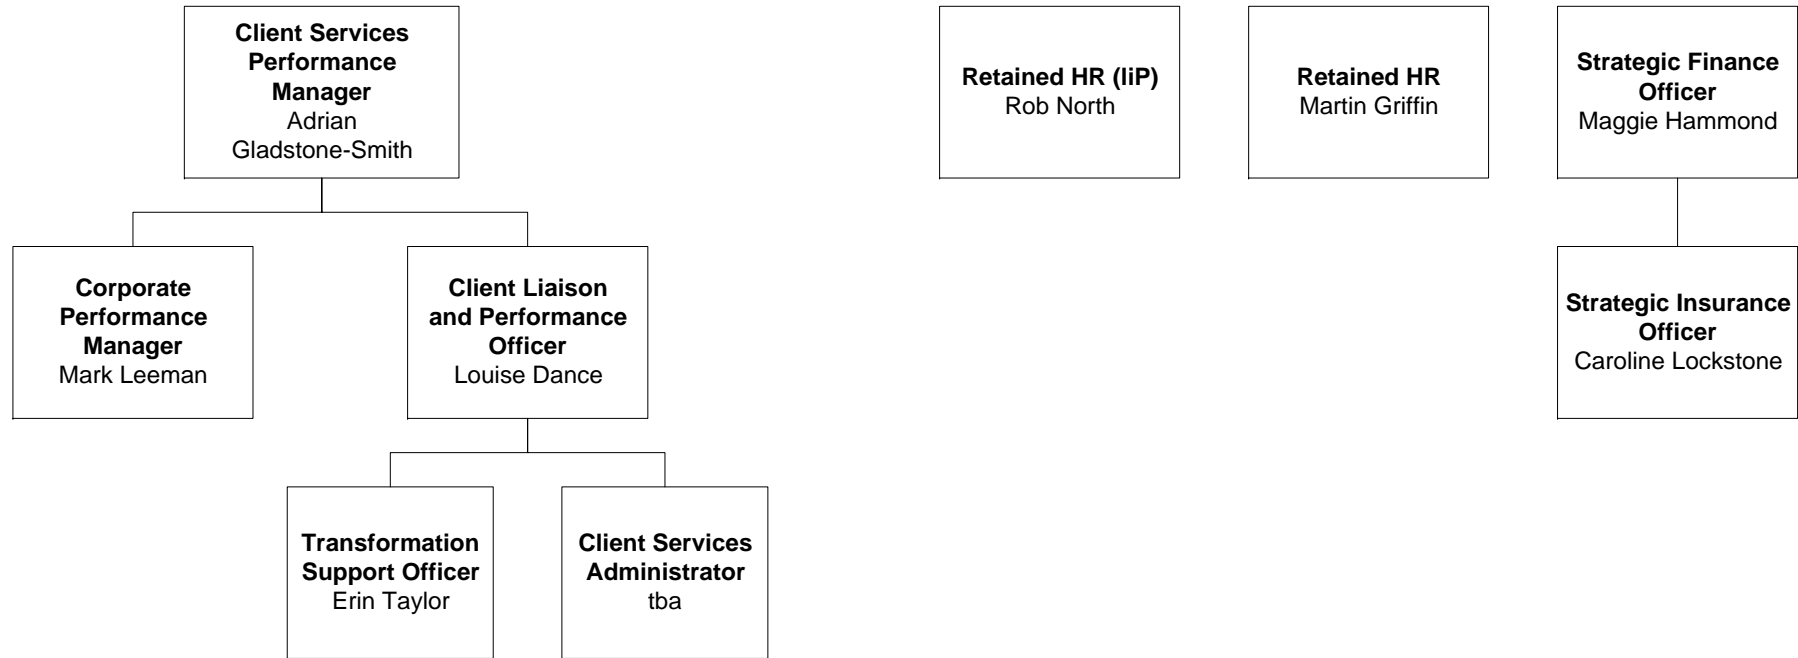 Client Services
Performance
Manager
Adrian
Gladstone-Smith
Retained HR (IiP)
Rob North
Retained HR
Martin Griffin
Strategic Finance
Officer
Maggie Hammond
Corporate
Performance
Manager
Mark Leeman
Client Liaison
and Performance
Officer
Louise Dance
Strategic Insurance
Officer
Caroline Lockstone
Transformation
Support Officer
Erin Taylor
Client Services
Administrator
tba